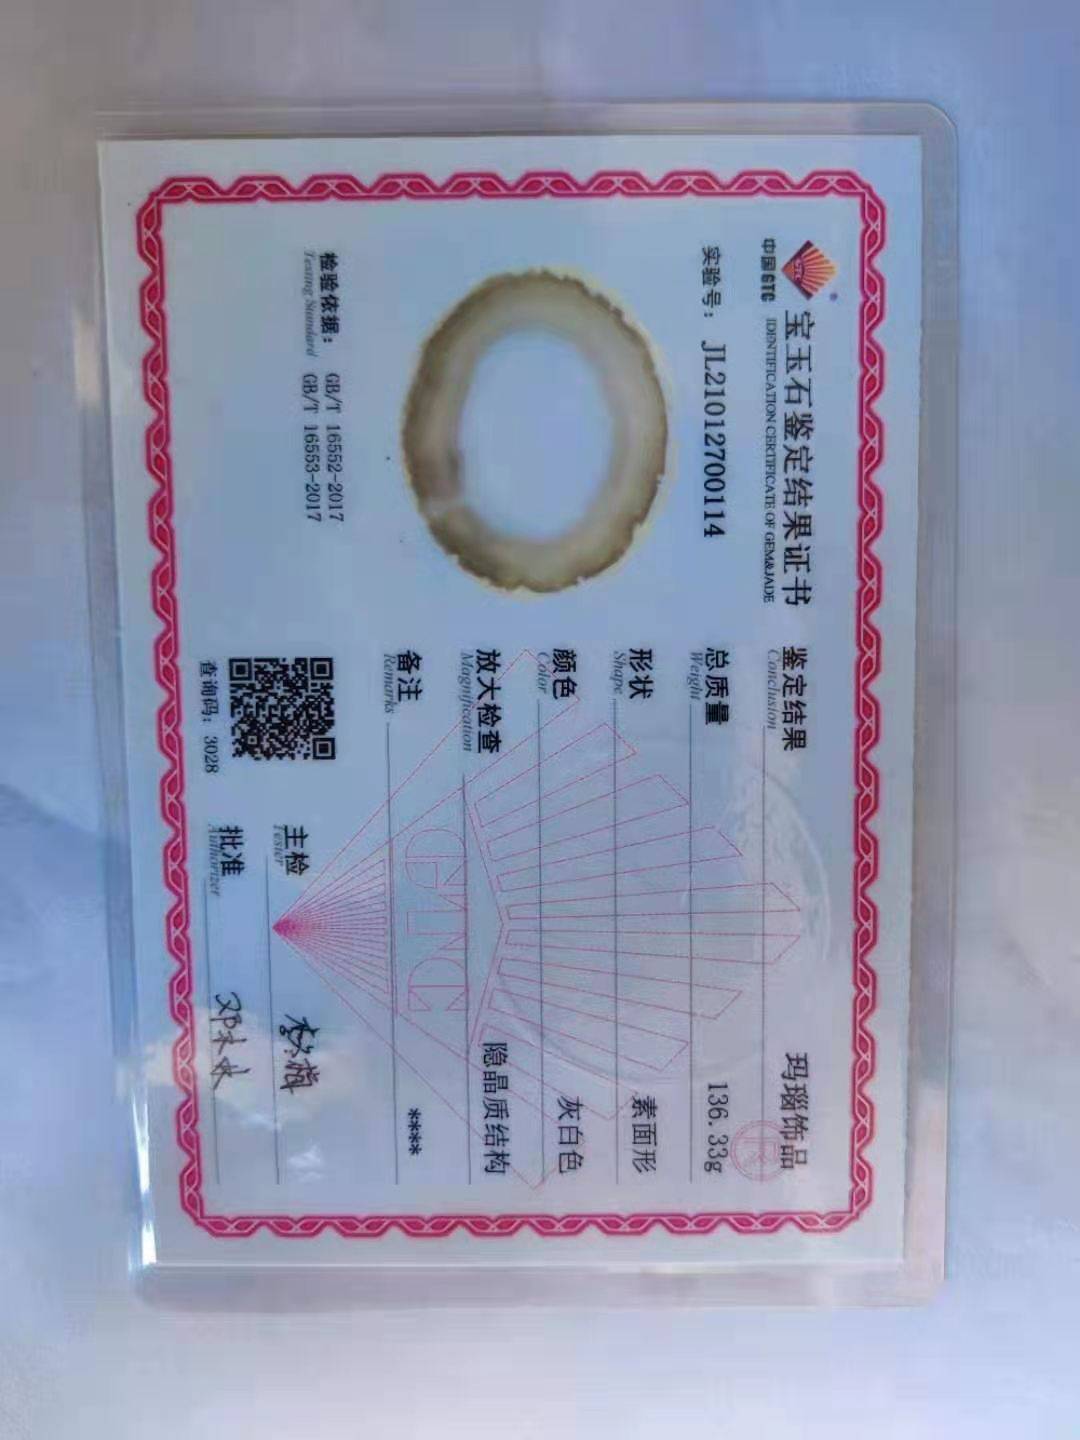 中国GTC
宝玉石鉴定结果证书
IDENTIFICATION CERTIFICATE OF GEM&JADE
实验号: JL21012700114
检验依据: GB/T 16552-2017
Testing Standard GB/T 16553-2017
鉴定结果 玛瑙饰品
Conclusion
总质量 136.33g
Weight
形状 素面形
Shape
颜色 灰白色
Color
放大检查 隐晶质结构
Magnification
备注 ****
Remarks
查询码: 3028
主检
Tester
批准
Authorizer